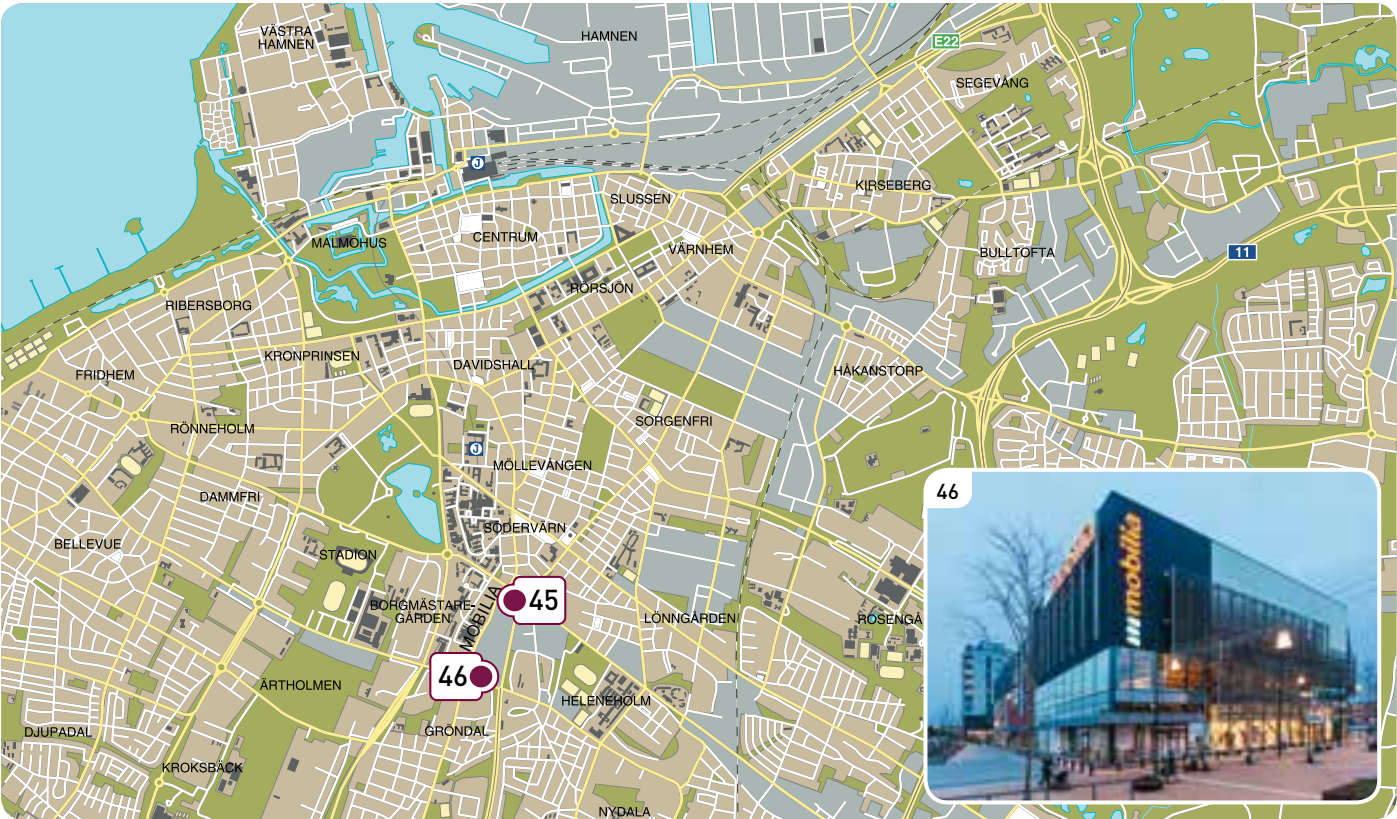 VÄSTRA
HAMNEN
HAMNEN
E22
SEGEVÅNG
J
KIRSEBERG
SLUSSEN
CENTRUM
MALMÖHUS
VÄRNHEM
BULLTOFTA
11
RÖRSJÖN
RIBERSBORG
KRONPRINSEN
DAVIDSHALL
FRIDHEM
HÅKANSTORP
RÖNNEHOLM
SORGENFRI
J
MÖLLEVÅNGEN
DAMMFRI
SÖDERVÄRN
BELLEVUE
STADION
BORGMÄSTARE-
GÅRDEN
MOBILIA
45
LÖNNGÅRDEN
ROSENGÅ
46
ÄRTHOLMEN
HELENEHOLM
DJUPADAL
GRÖNDAL
KROKSBÄCK
NYDALA
46
mobilia